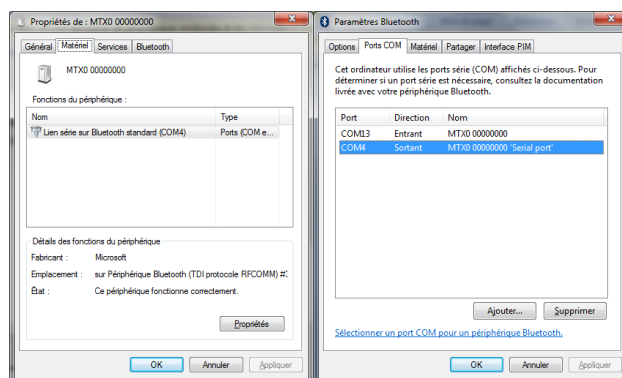 Propriétés de : MTX0 00000000
Général Matériel Services Bluetooth
MTX0 00000000
Fonctions du périphérique :
Nom Type
Lien série sur Bluetooth standard (COM4) Ports (COM e...
Détails des fonctions du périphérique
Fabricant : Microsoft
Emplacement : sur Périphérique Bluetooth (TDI protocole RFCOMM) #
État : Ce périphérique fonctionne correctement.
Propriétés
OK Annuler Appliquer
Paramètres Bluetooth
Options Ports COM Matériel Partager Interface PIM
Cet ordinateur utilise les ports série (COM) affichés ci-dessous. Pour
déterminer si un port série est nécessaire, consultez la documentation
livrée avec votre périphérique Bluetooth.
Port Direction Nom
COM13 Entrant MTX0 00000000
COM4 Sortant MTX0 00000000 'Serial port'
Ajouter... Supprimer
Sélectionner un port COM pour un périphérique Bluetooth.
OK Annuler Appliquer